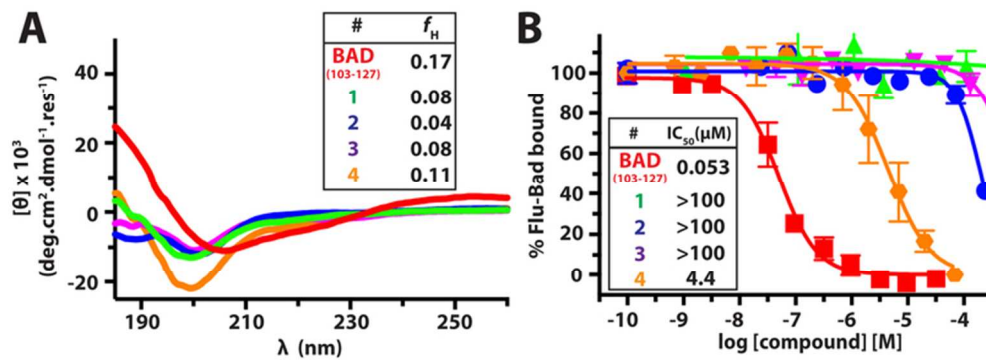 A
[θ] x 10³
(deg.cm².dmol⁻¹.res⁻¹)
40
20
0
-20
190
210
230
250
λ (nm)
# fH
BAD 0.17
(103-127)
1 0.08
2 0.04
3 0.08
4 0.11
B
% Flu-Bad bound
100
80
60
40
20
0
-10 -9 -8 -7 -6 -5 -4
log [compound] [M]
# IC50(μM)
BAD 0.053
(103-127)
1 >100
2 >100
3 >100
4 4.4